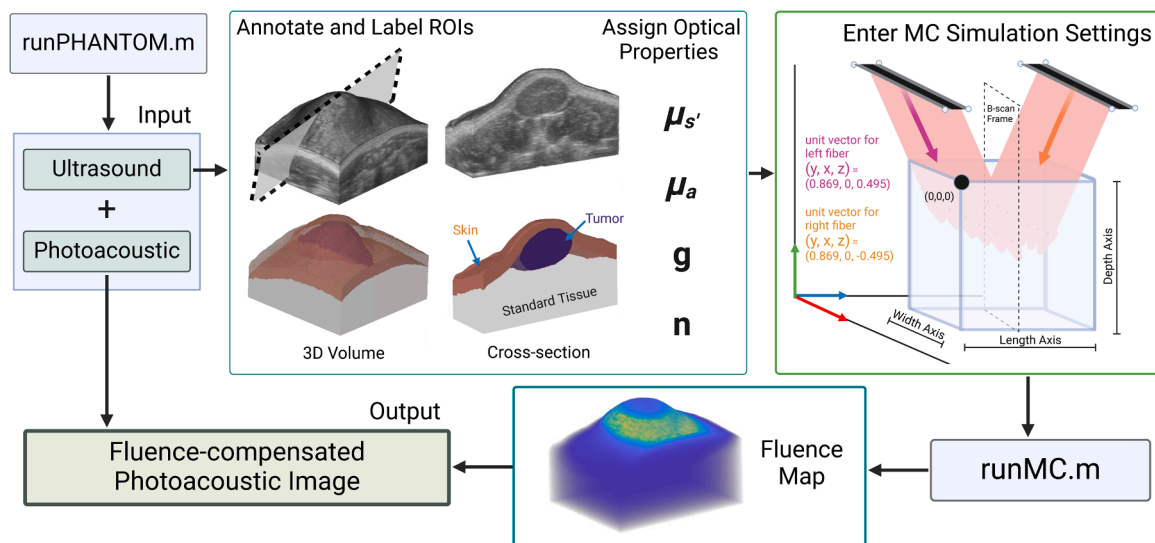 runPHANTOM.m
Input
Ultrasound
+
Photoacoustic
Annotate and Label ROIs
Assign Optical
Properties
μs'
μa
g
n
Skin
Tumor
Standard Tissue
3D Volume
Cross-section
Enter MC Simulation Settings
B-scan
Frame
unit vector for
left fiber
(y, x, z) =
(0.869, 0, 0.495)
unit vector for
right fiber
(y, x, z) =
(0.869, 0, -0.495)
(0,0,0)
Depth Axis
Width Axis
Length Axis
runMC.m
Fluence
Map
Output
Fluence-compensated
Photoacoustic Image